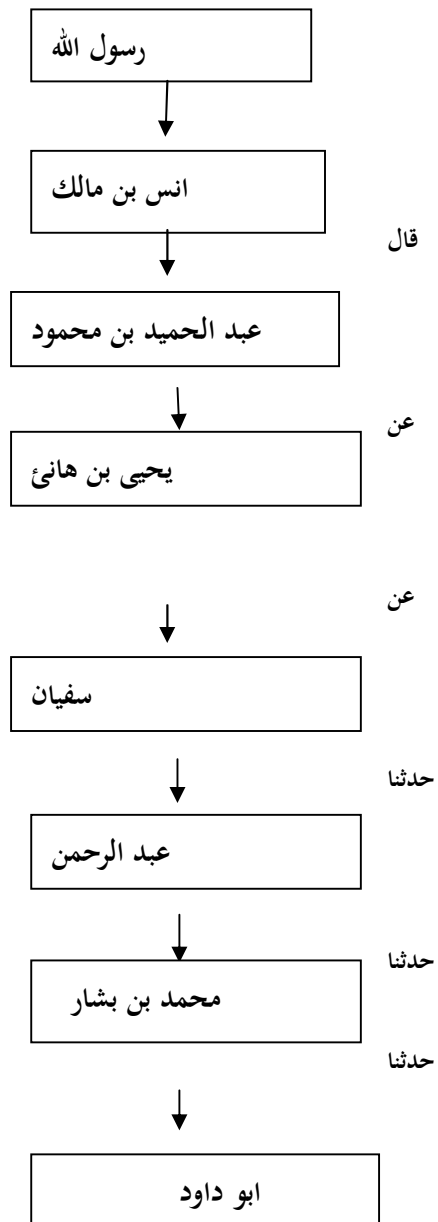 رسول الله
انس بن مالك
قال
عبد الحميد بن محمود
عن
يحيى بن هانئ
عن
سفيان
حدثنا
عبد الرحمن
حدثنا
محمد بن بشار
حدثنا
ابو داود